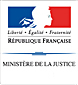 Liberté • Égalité • Fraternité
RÉPUBLIQUE FRANÇAISE
MINISTÈRE DE LA JUSTICE